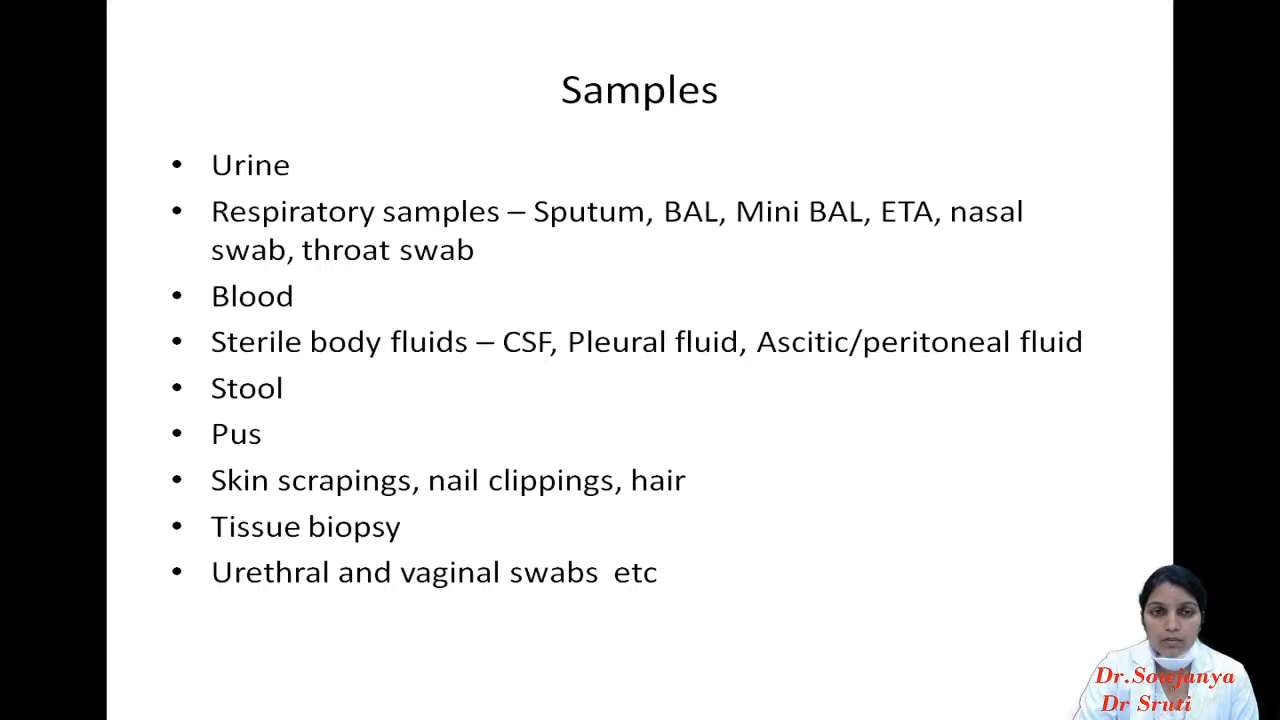 Samples
• Urine
• Respiratory samples – Sputum, BAL, Mini BAL, ETA, nasal
swab, throat swab
• Blood
• Sterile body fluids – CSF, Pleural fluid, Ascitic/peritoneal fluid
• Stool
• Pus
• Skin scrapings, nail clippings, hair
• Tissue biopsy
• Urethral and vaginal swabs etc
Dr.Sowjanya
Dr Sruti